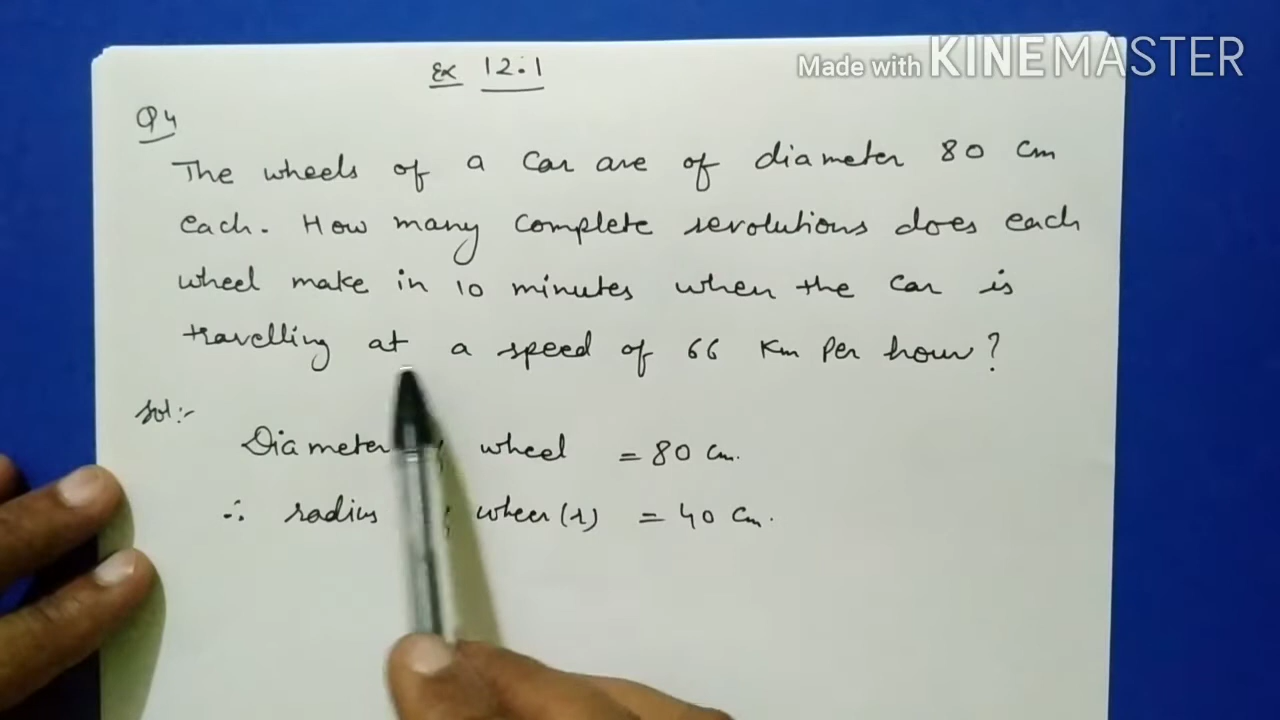 Made with KINEMASTER
Ex 12.1
Q4
The wheels of a car are of diameter 80 cm
each. How many complete revolutions does each
wheel make in 10 minutes when the car is
travelling at a speed of 66 Km per hour?
Sol:-
Diameter wheel = 80 cm.
∴ radius wheel (r) = 40 cm.